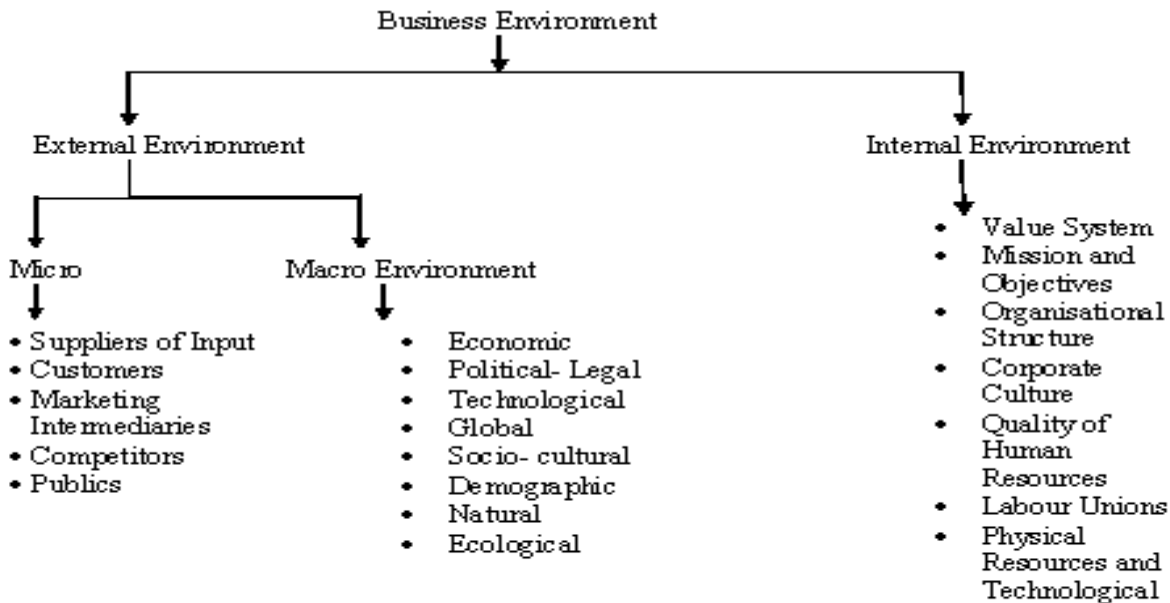 Business Environment
External Environment
Internal Environment
Micro
Macro Environment
• Suppliers of Input
• Customers
• Marketing
Intermediaries
• Competitors
• Publics
• Economic
• Political- Legal
• Technological
• Global
• Socio- cultural
• Demographic
• Natural
• Ecological
• Value System
• Mission and
Objectives
• Organisational
Structure
• Corporate
Culture
• Quality of
Human
Resources
• Labour Unions
• Physical
Resources and
Technological